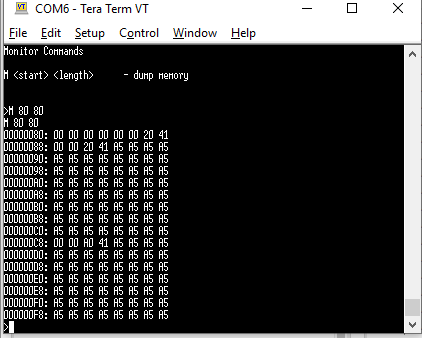 COM6 - Tera Term VT
File Edit Setup Control Window Help
Monitor Commands
M <start> <length> - dump memory
>M 80 80
M 80 80
00000080: 00 00 00 00 00 00 20 41
00000088: 00 00 20 41 A5 A5 A5 A5
00000090: A5 A5 A5 A5 A5 A5 A5 A5
00000098: A5 A5 A5 A5 A5 A5 A5 A5
000000A0: A5 A5 A5 A5 A5 A5 A5 A5
000000A8: A5 A5 A5 A5 A5 A5 A5 A5
000000B0: A5 A5 A5 A5 A5 A5 A5 A5
000000B8: A5 A5 A5 A5 A5 A5 A5 A5
000000C0: A5 A5 A5 A5 A5 A5 A5 A5
000000C8: 00 00 A0 41 A5 A5 A5 A5
000000D0: A5 A5 A5 A5 A5 A5 A5 A5
000000D8: A5 A5 A5 A5 A5 A5 A5 A5
000000E0: A5 A5 A5 A5 A5 A5 A5 A5
000000E8: A5 A5 A5 A5 A5 A5 A5 A5
000000F0: A5 A5 A5 A5 A5 A5 A5 A5
000000F8: A5 A5 A5 A5 A5 A5 A5 A5
>